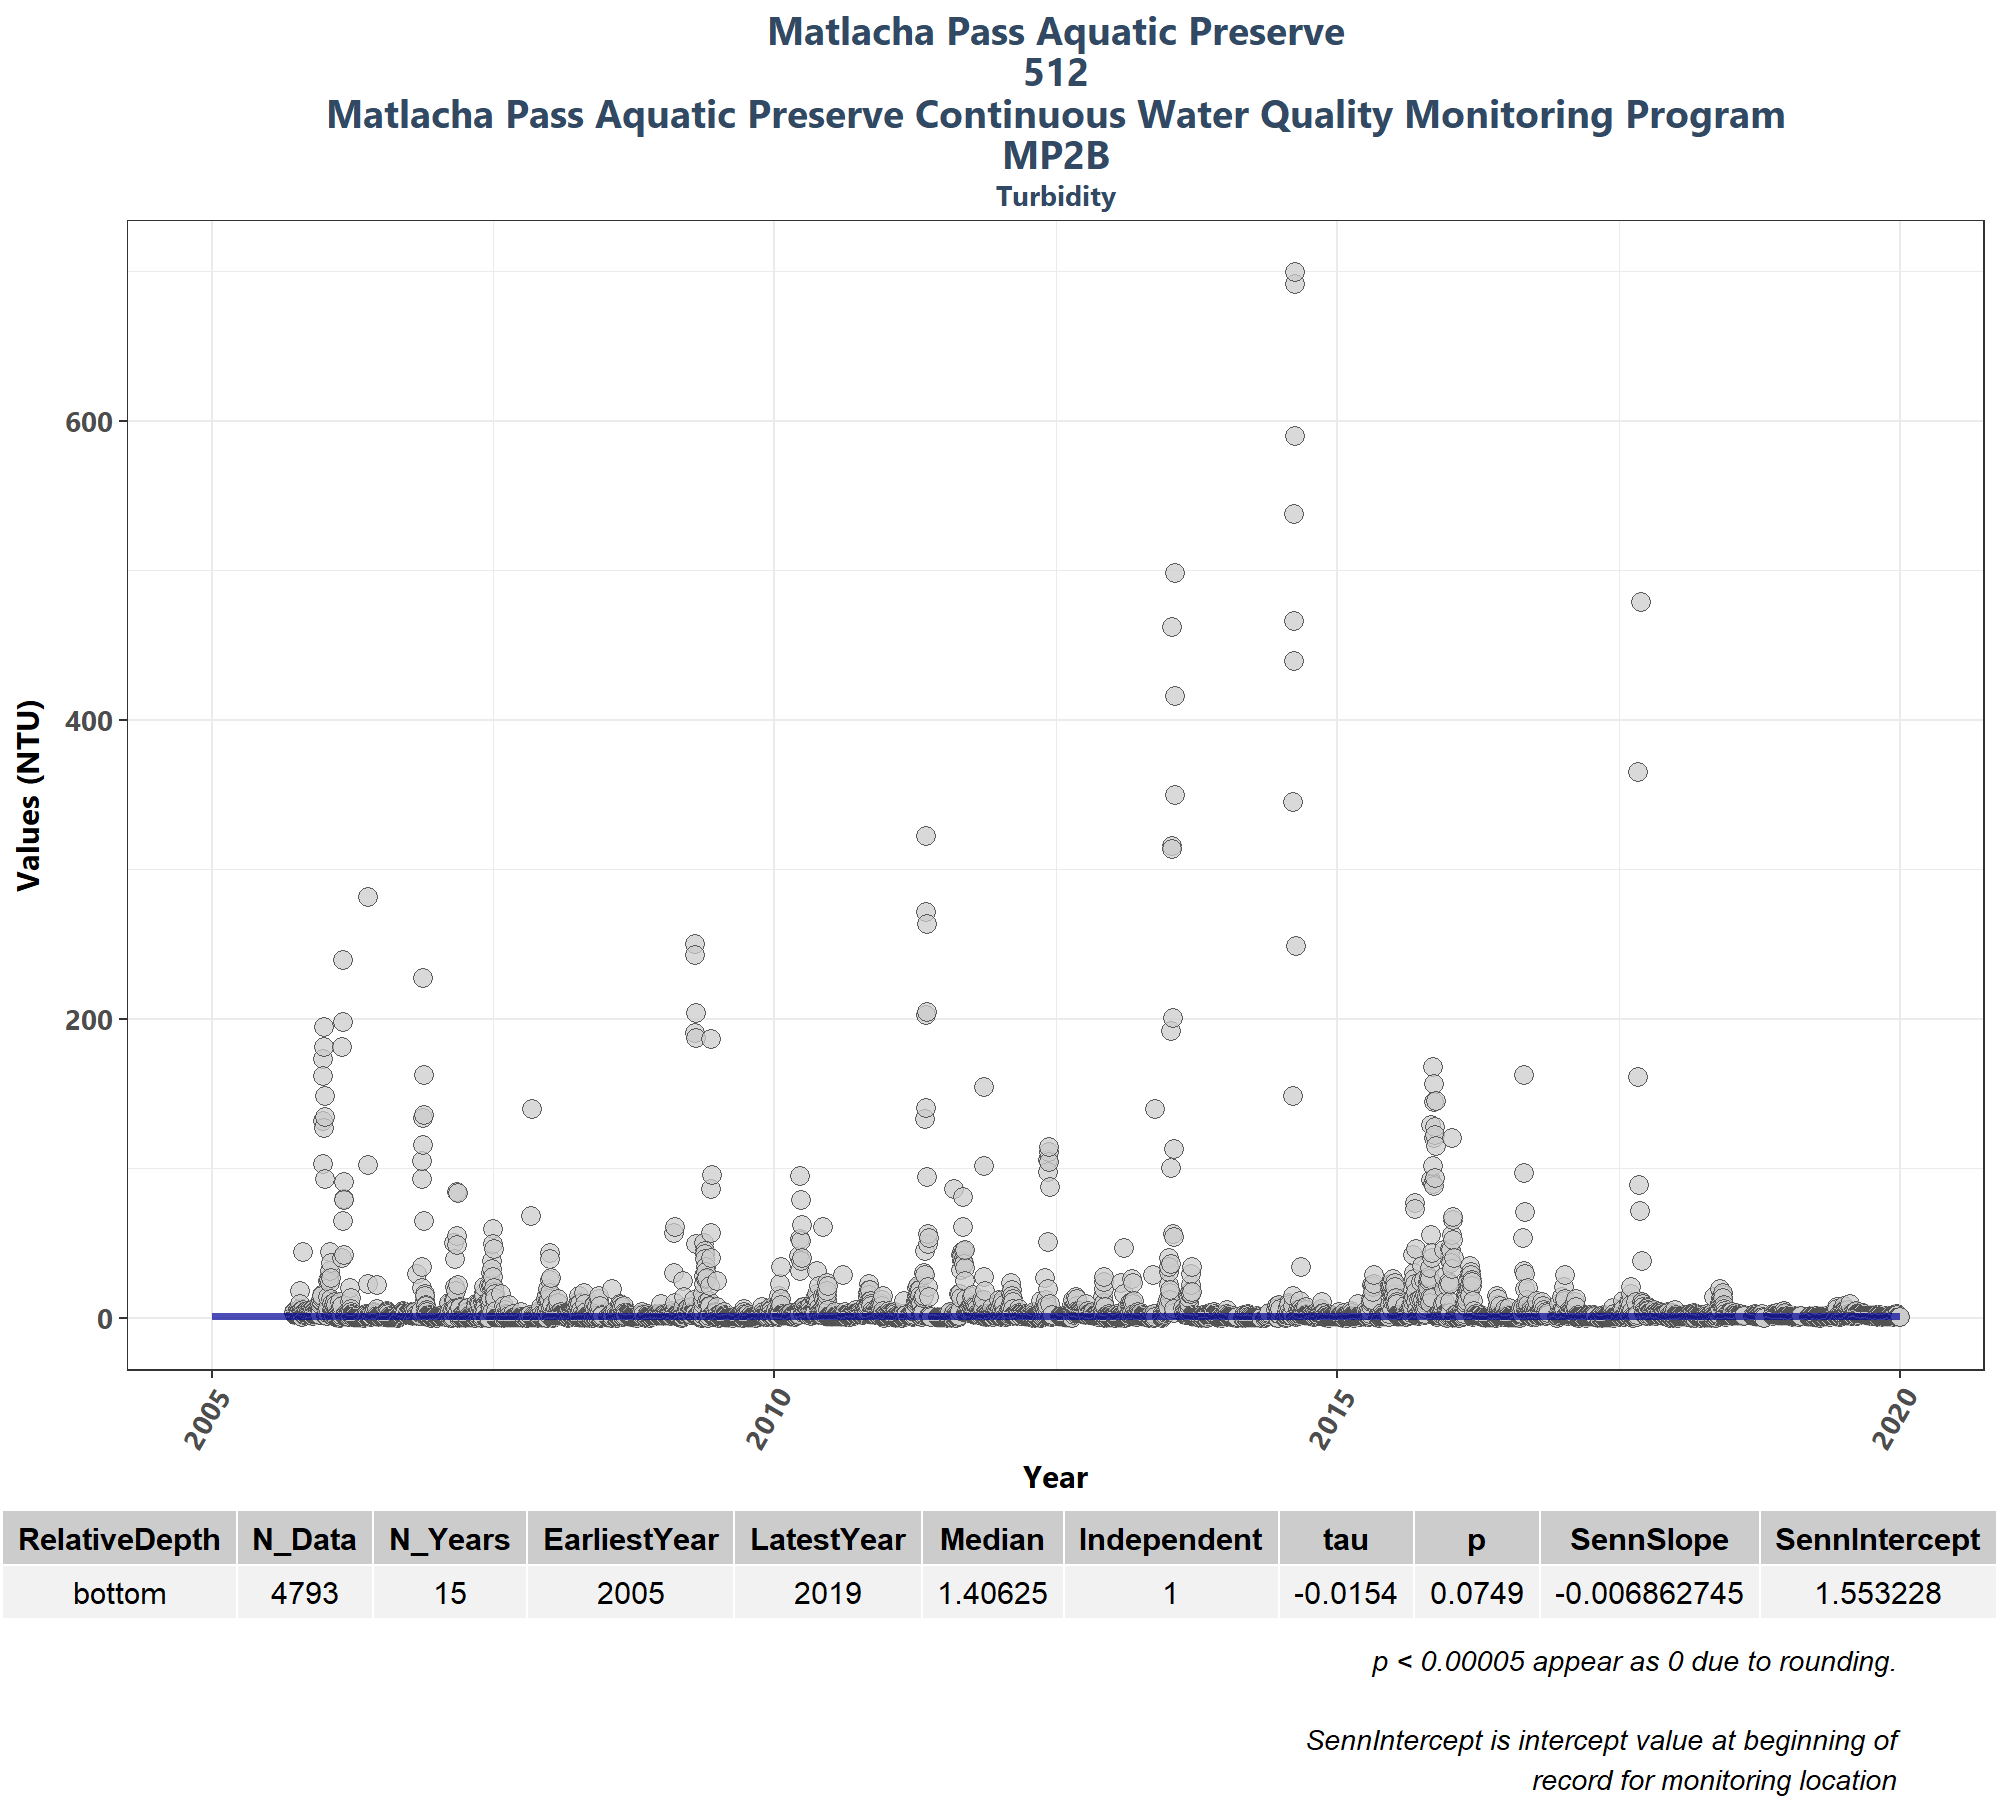 Matlacha Pass Aquatic Preserve
512
Matlacha Pass Aquatic Preserve Continuous Water Quality Monitoring Program
MP2B
Turbidity
Values (NTU)
600
400
200
0
2005
2010
2015
2020
Year
RelativeDepth N_Data N_Years EarliestYear LatestYear Median Independent tau p SennSlope SennIntercept
bottom 4793 15 2005 2019 1.40625 1 -0.0154 0.0749 -0.006862745 1.553228
p < 0.00005 appear as 0 due to rounding.
SennIntercept is intercept value at beginning of
record for monitoring location